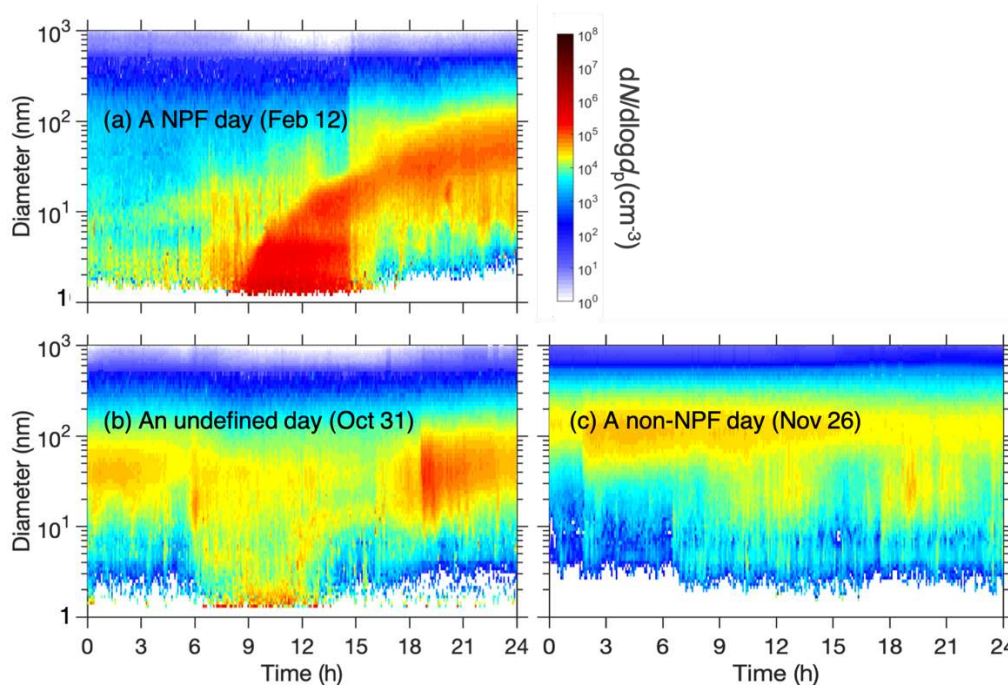 10³
10²
10¹
1
Diameter (nm)
(a) A NPF day (Feb 12)
10⁸
10⁷
10⁶
10⁵
10⁴
10³
10²
10¹
10⁰
dN/dlogdₚ(cm⁻³)
10³
10²
10¹
1
Diameter (nm)
(b) An undefined day (Oct 31)
0 3 6 9 12 15 18 21 24
Time (h)
(c) A non-NPF day (Nov 26)
0 3 6 9 12 15 18 21 24
Time (h)